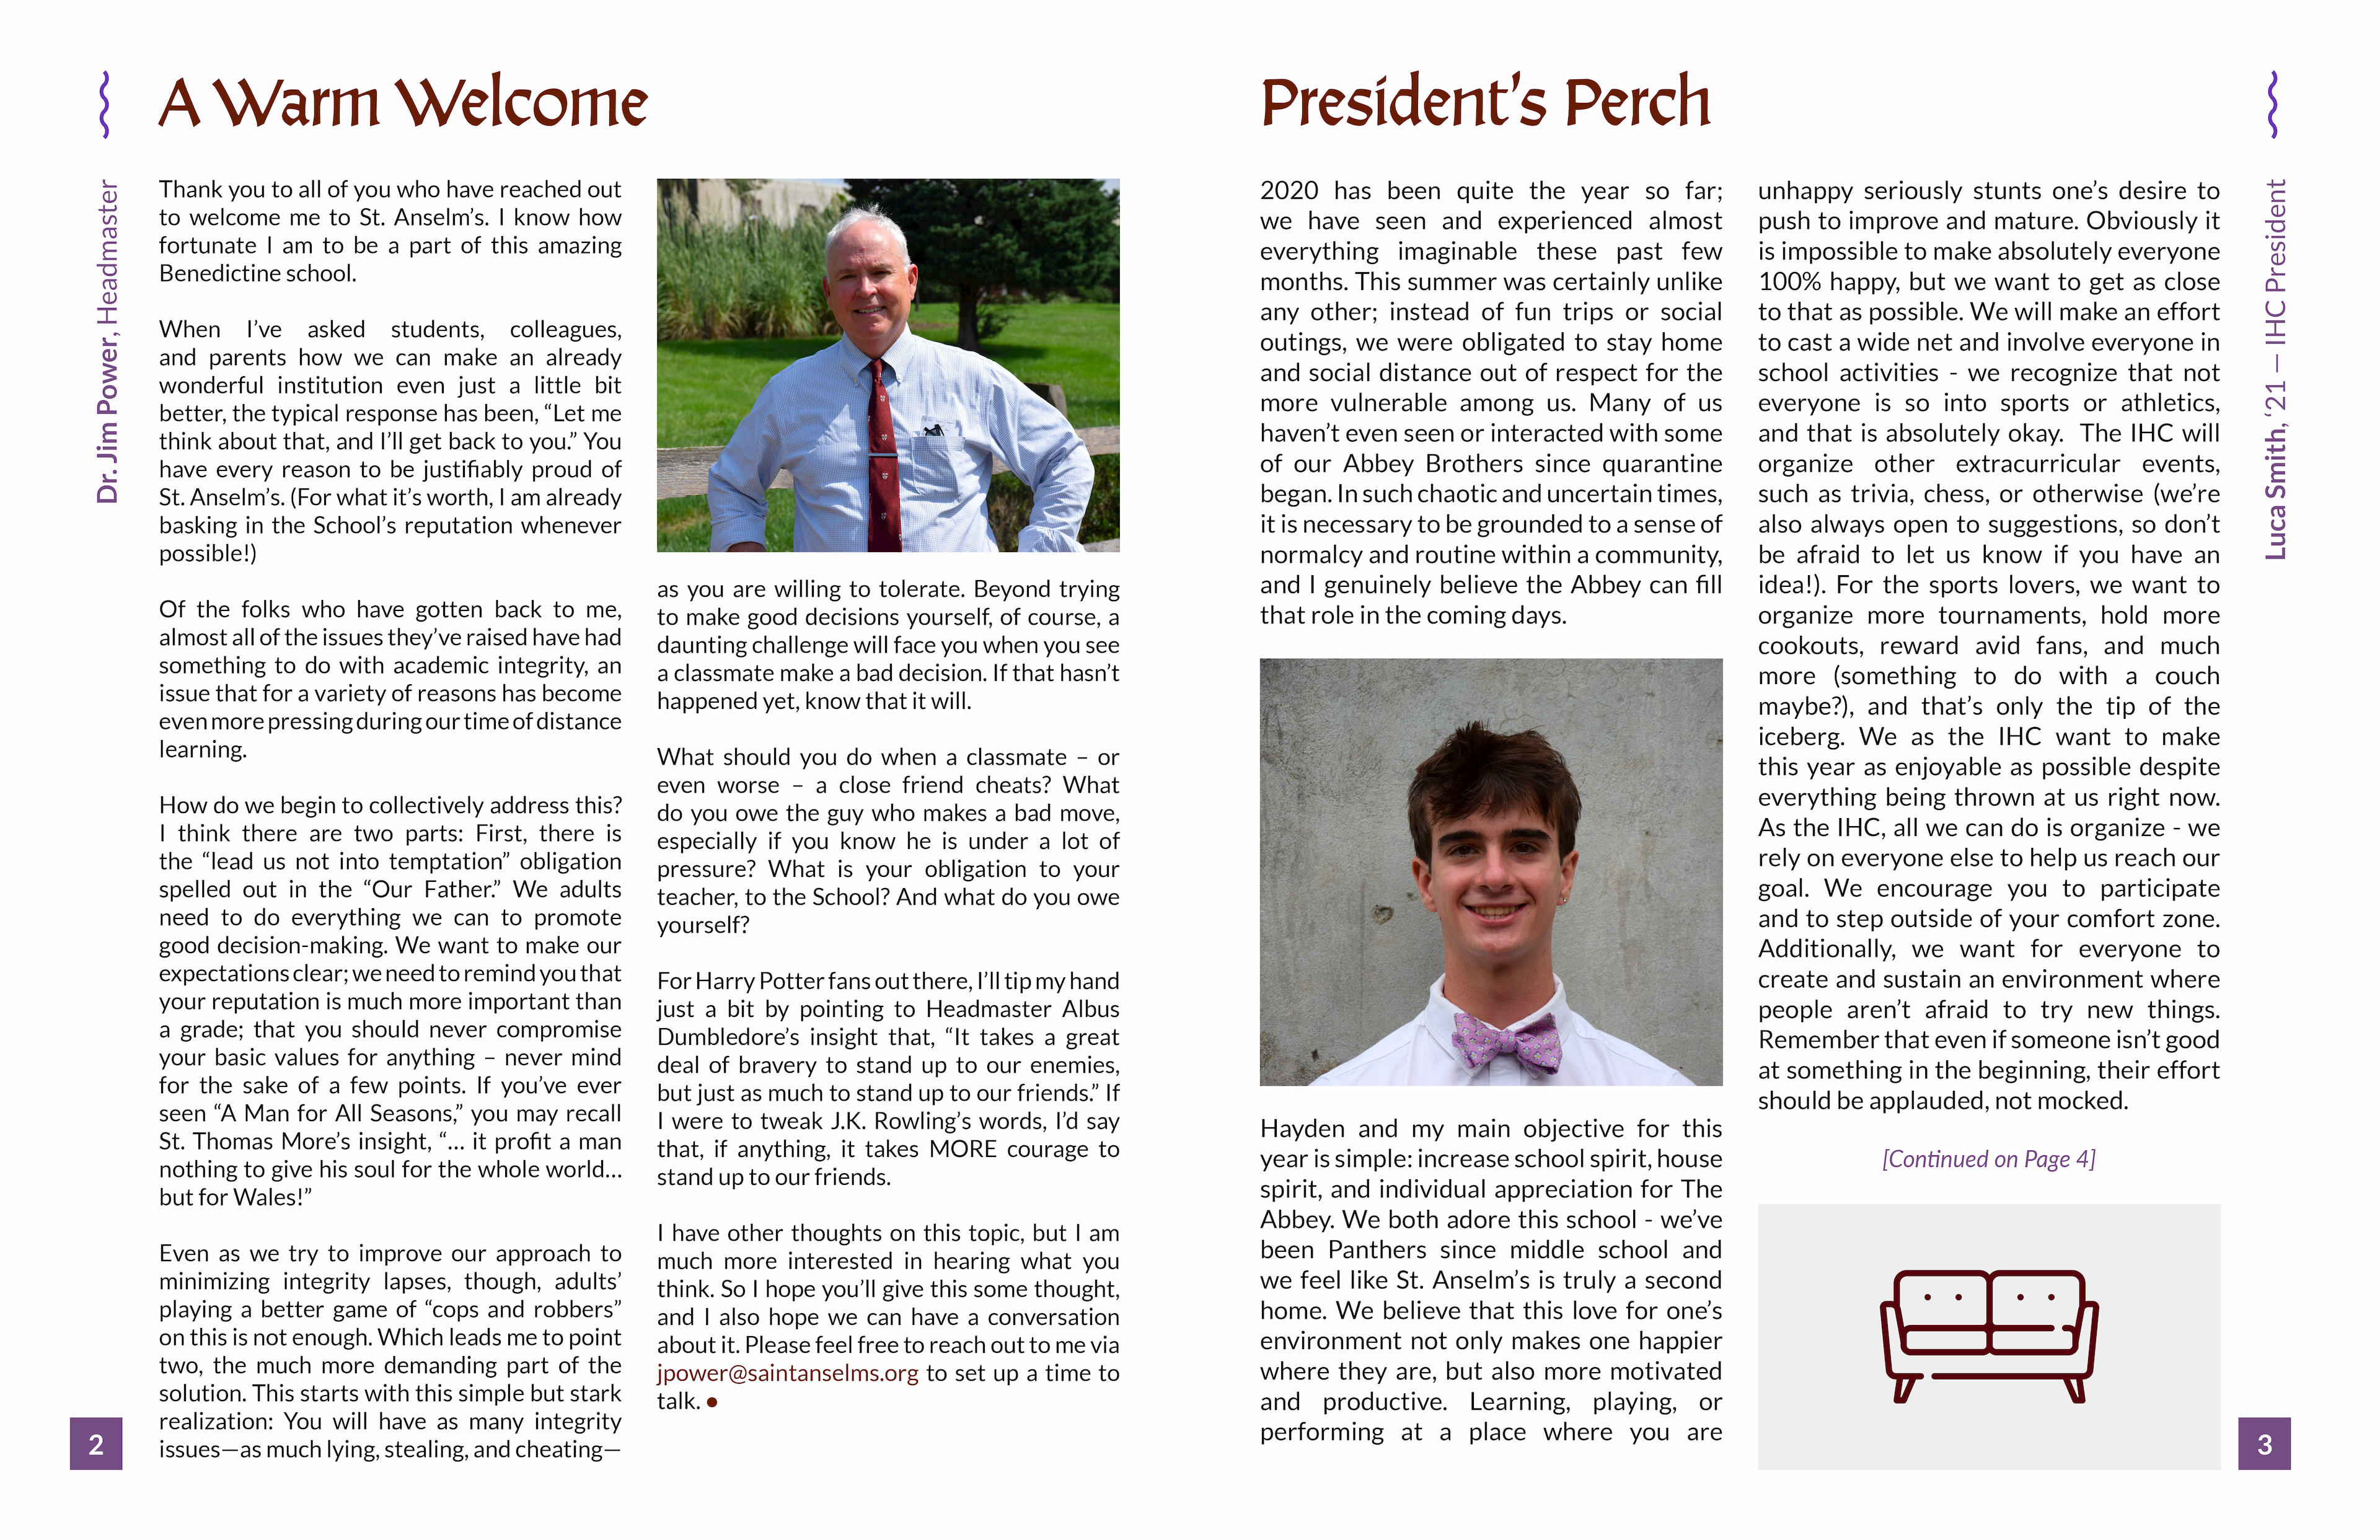 A Warm Welcome
Dr. Jim Power, Headmaster
Thank you to all of you who have reached out
to welcome me to St. Anselm’s. I know how
fortunate I am to be a part of this amazing
Benedictine school.
When I’ve asked students, colleagues,
and parents how we can make an already
wonderful institution even just a little bit
better, the typical response has been, “Let me
think about that, and I’ll get back to you.” You
have every reason to be justifiably proud of
St. Anselm’s. (For what it’s worth, I am already
basking in the School’s reputation whenever
possible!)
Of the folks who have gotten back to me,
almost all of the issues they’ve raised have had
something to do with academic integrity, an
issue that for a variety of reasons has become
even more pressing during our time of distance
learning.
How do we begin to collectively address this?
I think there are two parts: First, there is
the “lead us not into temptation” obligation
spelled out in the “Our Father.” We adults
need to do everything we can to promote
good decision-making. We want to make our
expectations clear; we need to remind you that
your reputation is much more important than
a grade; that you should never compromise
your basic values for anything – never mind
for the sake of a few points. If you’ve ever
seen “A Man for All Seasons,” you may recall
St. Thomas More’s insight, “… it profit a man
nothing to give his soul for the whole world…
but for Wales!”
Even as we try to improve our approach to
minimizing integrity lapses, though, adults’
playing a better game of “cops and robbers”
on this is not enough. Which leads me to point
two, the much more demanding part of the
solution. This starts with this simple but stark
realization: You will have as many integrity
issues—as much lying, stealing, and cheating—
as you are willing to tolerate. Beyond trying
to make good decisions yourself, of course, a
daunting challenge will face you when you see
a classmate make a bad decision. If that hasn’t
happened yet, know that it will.
What should you do when a classmate – or
even worse – a close friend cheats? What
do you owe the guy who makes a bad move,
especially if you know he is under a lot of
pressure? What is your obligation to your
teacher, to the School? And what do you owe
yourself?
For Harry Potter fans out there, I’ll tip my hand
just a bit by pointing to Headmaster Albus
Dumbledore’s insight that, “It takes a great
deal of bravery to stand up to our enemies,
but just as much to stand up to our friends.” If
I were to tweak J.K. Rowling’s words, I’d say
that, if anything, it takes MORE courage to
stand up to our friends.
I have other thoughts on this topic, but I am
much more interested in hearing what you
think. So I hope you’ll give this some thought,
and I also hope we can have a conversation
about it. Please feel free to reach out to me via
jpower@saintanselms.org to set up a time to
talk. ●
2
President’s Perch
Luca Smith, ‘21 — IHC President
2020 has been quite the year so far;
we have seen and experienced almost
everything imaginable these past few
months. This summer was certainly unlike
any other; instead of fun trips or social
outings, we were obligated to stay home
and social distance out of respect for the
more vulnerable among us. Many of us
haven’t even seen or interacted with some
of our Abbey Brothers since quarantine
began. In such chaotic and uncertain times,
it is necessary to be grounded to a sense of
normalcy and routine within a community,
and I genuinely believe the Abbey can fill
that role in the coming days.
Hayden and my main objective for this
year is simple: increase school spirit, house
spirit, and individual appreciation for The
Abbey. We both adore this school - we’ve
been Panthers since middle school and
we feel like St. Anselm’s is truly a second
home. We believe that this love for one’s
environment not only makes one happier
where they are, but also more motivated
and productive. Learning, playing, or
performing at a place where you are
unhappy seriously stunts one’s desire to
push to improve and mature. Obviously it
is impossible to make absolutely everyone
100% happy, but we want to get as close
to that as possible. We will make an effort
to cast a wide net and involve everyone in
school activities - we recognize that not
everyone is so into sports or athletics,
and that is absolutely okay. The IHC will
organize other extracurricular events,
such as trivia, chess, or otherwise (we’re
also always open to suggestions, so don’t
be afraid to let us know if you have an
idea!). For the sports lovers, we want to
organize more tournaments, hold more
cookouts, reward avid fans, and much
more (something to do with a couch
maybe?), and that’s only the tip of the
iceberg. We as the IHC want to make
this year as enjoyable as possible despite
everything being thrown at us right now.
As the IHC, all we can do is organize - we
rely on everyone else to help us reach our
goal. We encourage you to participate
and to step outside of your comfort zone.
Additionally, we want for everyone to
create and sustain an environment where
people aren’t afraid to try new things.
Remember that even if someone isn’t good
at something in the beginning, their effort
should be applauded, not mocked.
[Continued on Page 4]
3